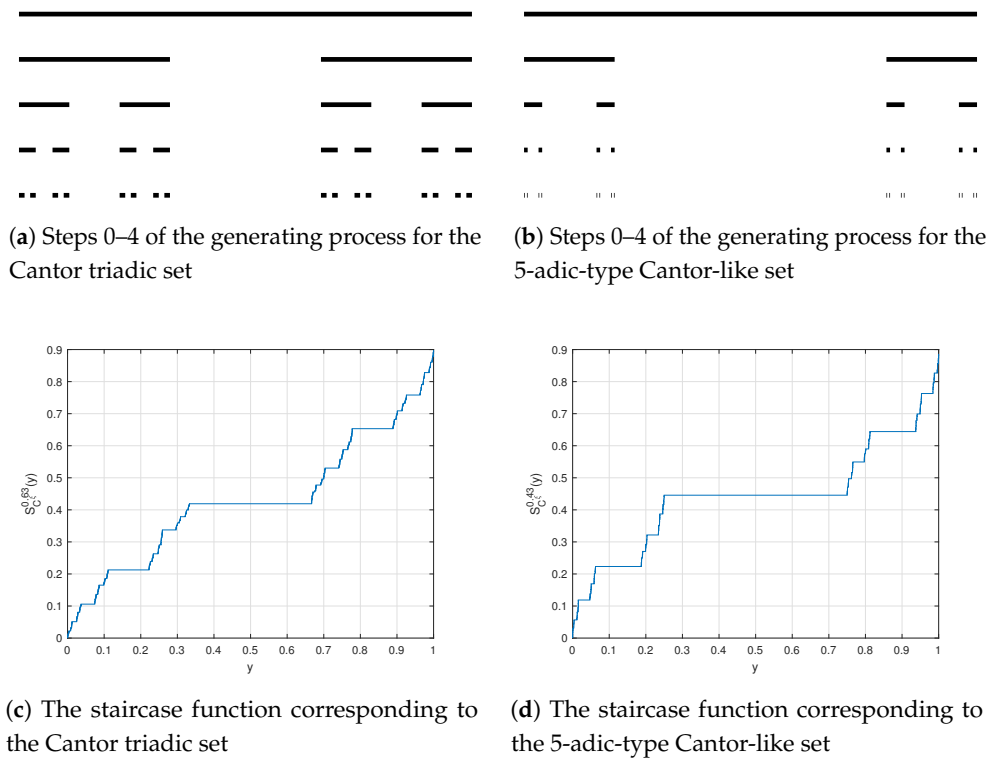 (a) Steps 0–4 of the generating process for the
Cantor triadic set
(b) Steps 0–4 of the generating process for the
5-adic-type Cantor-like set
0.9
0.8
0.7
0.6
0.5
0.4
0.3
0.2
0.1
0
S_{C^ξ}^{0.63}(y)
0 0.1 0.2 0.3 0.4 0.5 0.6 0.7 0.8 0.9 1
y
0.9
0.8
0.7
0.6
0.5
0.4
0.3
0.2
0.1
0
S_{C^ξ}^{0.43}(y)
0 0.1 0.2 0.3 0.4 0.5 0.6 0.7 0.8 0.9 1
y
(c) The staircase function corresponding to
the Cantor triadic set
(d) The staircase function corresponding to
the 5-adic-type Cantor-like set